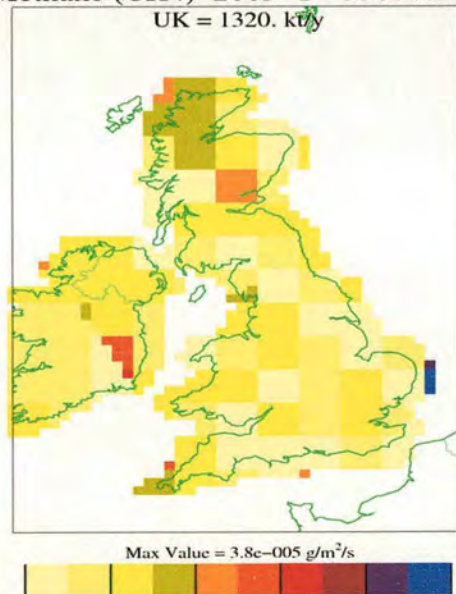 UK = 1320. kt/y
Max Value = 3.8e−005 g/m²/s